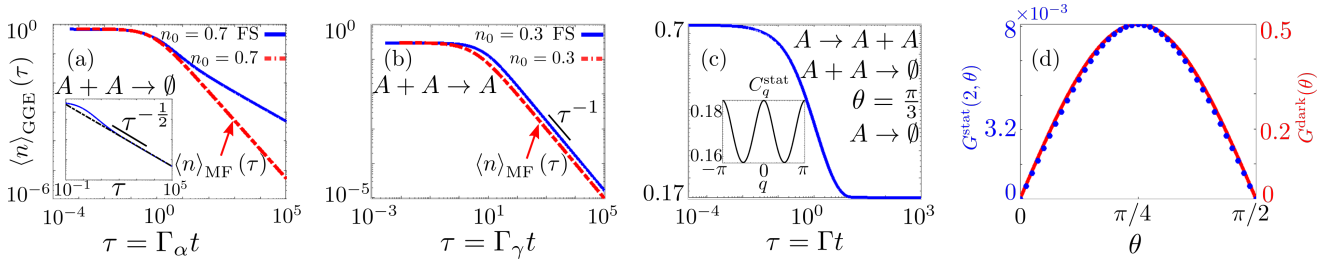 ⟨n⟩_GGE (τ)
10^0
10^-6
(a)
n_0 = 0.7 FS
n_0 = 0.7
A + A → ∅
τ^{-1/2}
10^-1
τ
10^5
⟨n⟩_MF (τ)
10^-4
10^0
10^5
τ = Γ_α t
10^0
10^-5
(b)
n_0 = 0.3 FS
n_0 = 0.3
A + A → A
τ^-1
⟨n⟩_MF (τ)
10^-3
10^1
10^5
τ = Γ_γ t
0.7
0.17
(c)
A → A + A
A + A → ∅
θ = π/3
A → ∅
C_q^stat
0.18
0.16
−π
0
π
q
10^-4
10^0
10^3
τ = Γt
8 ×10^-3
3.2
0
G^stat(2, θ)
(d)
0.5
0.2
0
G^dark(θ)
0
π/4
π/2
θ